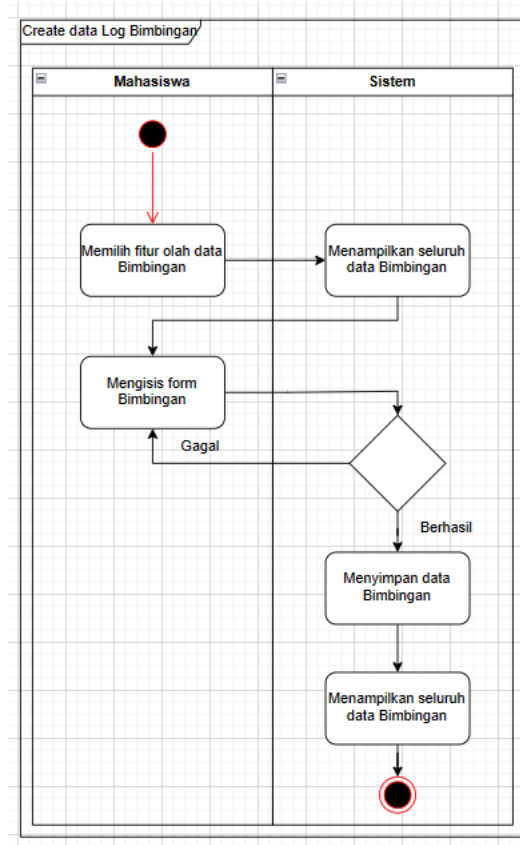 Create data Log Bimbingan
Mahasiswa
Sistem
Memilih fitur olah data
Bimbingan
Menampilkan seluruh
data Bimbingan
Mengisis form
Bimbingan
Gagal
Berhasil
Menyimpan data
Bimbingan
Menampilkan seluruh
data Bimbingan